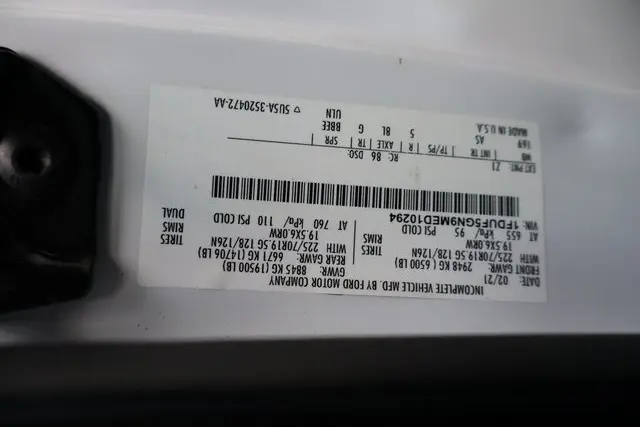 INCOMPLETE VEHICLE MFD. BY FORD MOTOR COMPANY
DATE: 02/21 GVWR: 8845 KG (19500 LB)
FRONT GAWR: REAR GAWR:
2948 KG ( 6500 LB) 6671 KG (14706 LB)
WITH 225/70R19.5G 128/126N TIRES WITH 225/70R19.5G 128/126N TIRES
19.5X6.0RW RIMS 19.5X6.0RW RIMS
AT 655 kPa/ 95 PSI COLD AT 760 kPa/ 110 PSI COLD DUAL
VIN: 1FDUF5GN9MED10294
EXT PNT: Z1 RC: 86 DSO:
WB INT TR TP/PS R AXLE TR SPR
169 AS 5 8L G BBEE
MADE IN U.S.A. ULN
▽ 5U5A-3520472-AA